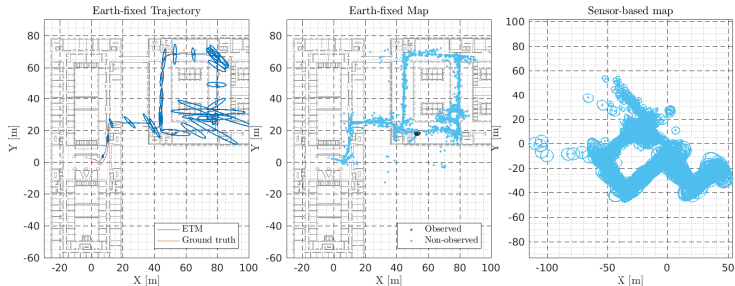 Earth-fixed Trajectory
80
60
40
20
0
-20
-40
-60
Y [m]
-20 0 20 40 60 80 100
X [m]
ETM
Ground truth
Earth-fixed Map
80
60
40
20
0
-20
-40
-60
Y [m]
-20 0 20 40 60 80 100
X [m]
Observed
Non-observed
Sensor-based map
100
80
60
40
20
0
-20
-40
-60
-80
Y [m]
-100 -50 0 50
X [m]